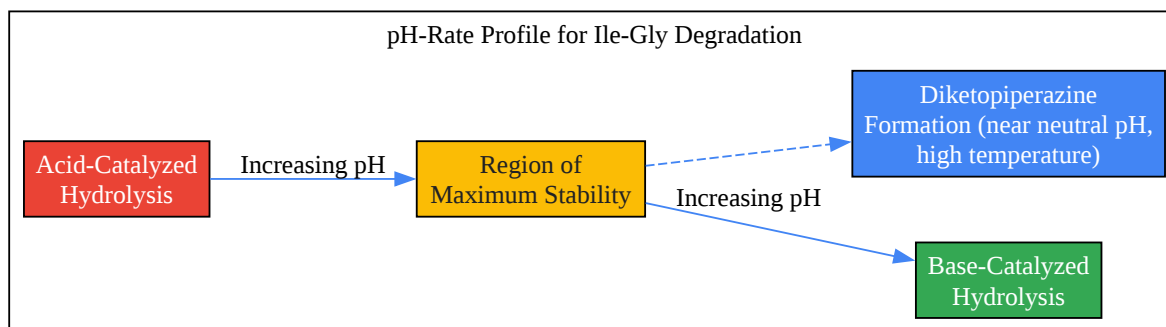 pH-Rate Profile for Ile-Gly Degradation
Acid-Catalyzed
Hydrolysis
Increasing pH
Region of
Maximum Stability
Diketopiperazine
Formation (near neutral pH,
high temperature)
Increasing pH
Base-Catalyzed
Hydrolysis